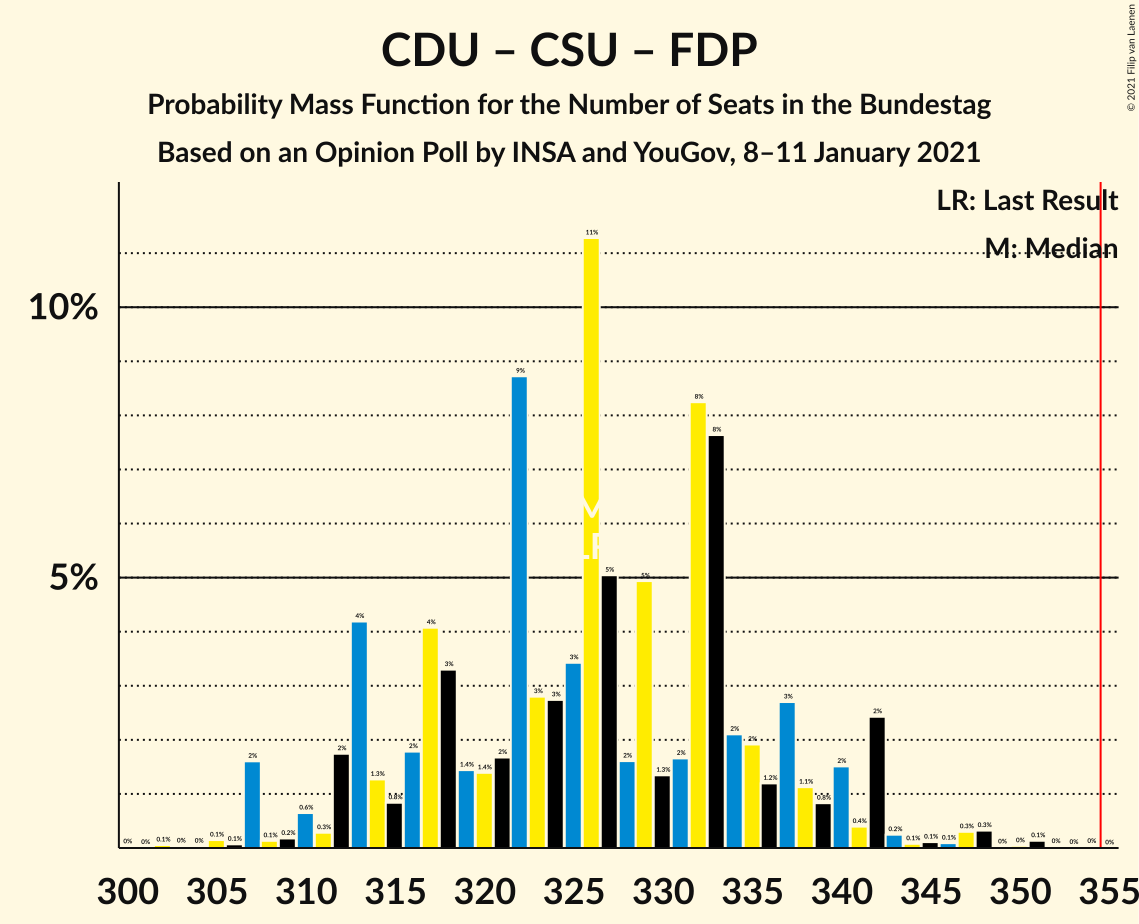 CDU – CSU – FDP
Probability Mass Function for the Number of Seats in the Bundestag
Based on an Opinion Poll by INSA and YouGov, 8–11 January 2021
© 2021 Filip van Laenen
LR: Last Result
M: Median
10%
5%
0% 0% 0.1% 0% 0% 0.1% 0.1% 2% 0.1% 0.2% 0.6% 0.3% 2% 4% 1.3% 0.8% 2% 4% 3% 1.4% 1.4% 2% 9% 3% 3% 3% 11% 5% 2% 5% 1.3% 2% 8% 8% 2% 2% 1.2% 3% 1.1% 0.8% 2% 0.4% 2% 0.2% 0.1% 0.1% 0.1% 0.3% 0.3% 0% 0% 0.1% 0% 0% 0% 0%
M
LR
300 305 310 315 320 325 330 335 340 345 350 355